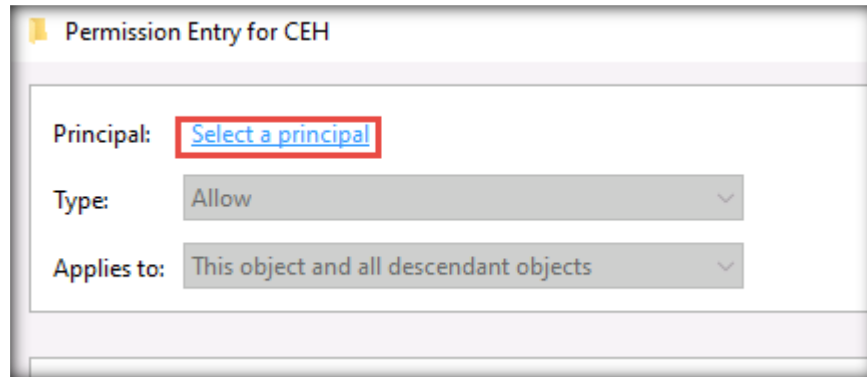 Permission Entry for CEH
Principal: Select a principal
Type: Allow
Applies to: This object and all descendant objects